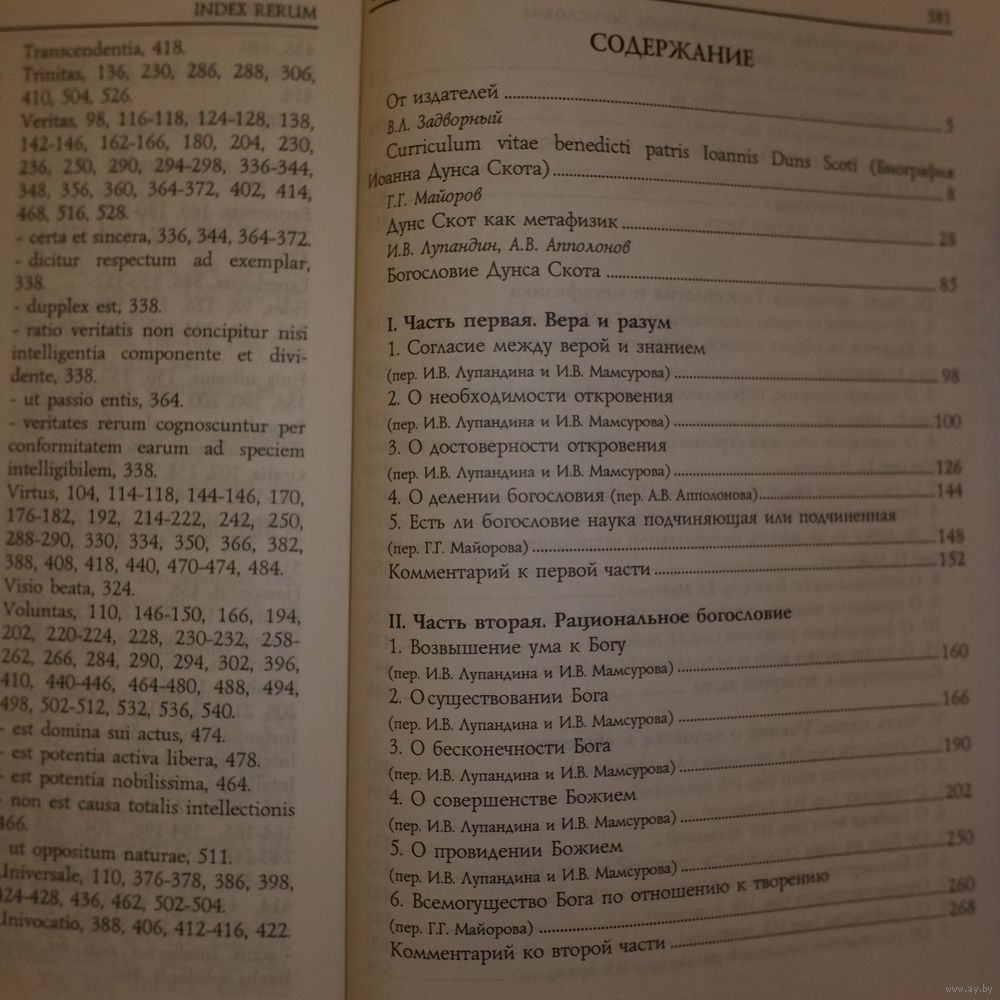 INDEX RERUM
Transcendentia, 418.
Trinitas, 136, 230, 286, 288, 306,
410, 504, 526.
Veritas, 98, 116-118, 124-128, 138,
142-146, 162-166, 180, 204, 230,
236, 250, 290, 294-298, 336-344,
348, 356, 360, 364-372, 402, 414,
468, 516, 528.
- certa et sincera, 336, 344, 364-372.
- dicitur respectum ad exemplar,
338.
- dupplex est, 338.
- ratio veritatis non concipitur nisi
intelligentia componente et divi-
dente, 338.
- ut passio entis, 364.
- veritates rerum cognoscuntur per
conformitatem earum ad speciem
intelligibilem, 338.
Virtus, 104, 114-118, 144-146, 170,
176-182, 192, 214-222, 242, 250,
288-290, 330, 334, 350, 366, 382,
388, 408, 418, 440, 470-474, 484.
Visio beata, 324.
Voluntas, 110, 146-150, 166, 194,
202, 220-224, 228, 230-232, 258-
262, 266, 284, 290, 294, 302, 396,
410, 440-446, 464-480, 488, 494,
498, 502-512, 532, 536, 540.
- est domina sui actus, 474.
- est potentia activa libera, 478.
- est potentia nobilissima, 464.
- non est causa totalis intellectionis
466.
- ut oppositum naturae, 511.
Universale, 110, 376-378, 386, 398,
424-428, 436, 462, 502-504.
Univocatio, 388, 406, 412-416, 422.
581
СОДЕРЖАНИЕ
От издателей ... 5
В.Л. Задворный
Curriculum vitae benedicti patris Ioannis Duns Scoti (Биография
Иоанна Дунса Скота) ... 8
Г.Г. Майоров
Дунс Скот как метафизик ... 28
И.В. Лупандин, А.В. Апполонов
Богословие Дунса Скота ... 85
I. Часть первая. Вера и разум
1. Согласие между верой и знанием
(пер. И.В. Лупандина и И.В. Мамсурова) ... 98
2. О необходимости откровения
(пер. И.В. Лупандина и И.В. Мамсурова) ... 100
3. О достоверности откровения
(пер. И.В. Лупандина и И.В. Мамсурова) ... 126
4. О делении богословия (пер. А.В. Апполонова) ... 144
5. Есть ли богословие наука подчиняющая или подчиненная
(пер. Г.Г. Майорова) ... 148
Комментарий к первой части ... 152
II. Часть вторая. Рациональное богословие
1. Возвышение ума к Богу
(пер. И.В. Лупандина и И.В. Мамсурова) ... 160
2. О существовании Бога
(пер. И.В. Лупандина и И.В. Мамсурова) ... 166
3. О бесконечности Бога
(пер. И.В. Лупандина и И.В. Мамсурова) ... 190
4. О совершенстве Божием
(пер. И.В. Лупандина и И.В. Мамсурова) ... 202
5. О провидении Божием
(пер. И.В. Лупандина и И.В. Мамсурова) ... 250
6. Всемогущество Бога по отношению к творению
(пер. Г.Г. Майорова) ... 260
Комментарий ко второй части ... 268
www.ay.by